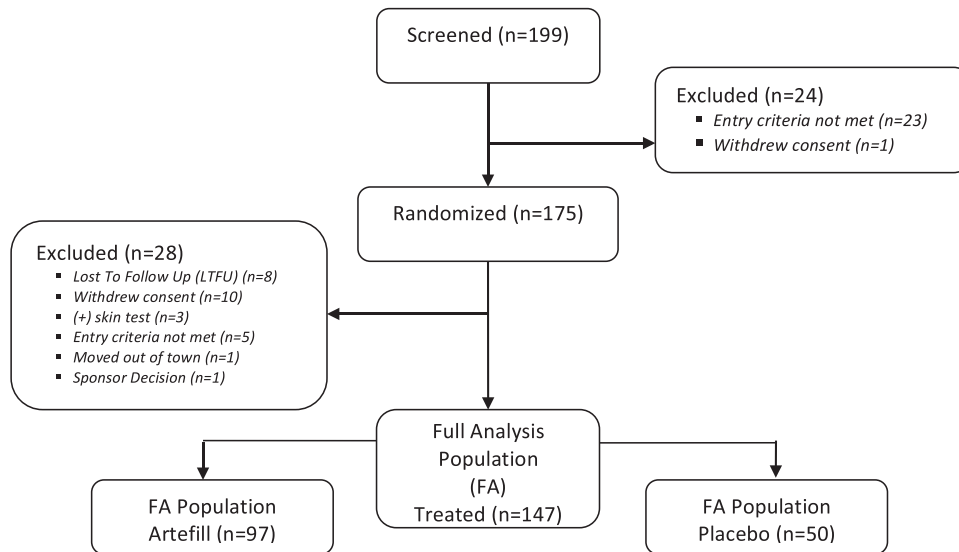 Screened (n=199)
Excluded (n=24)
▪ Entry criteria not met (n=23)
▪ Withdrew consent (n=1)
Randomized (n=175)
Excluded (n=28)
▪ Lost To Follow Up (LTFU) (n=8)
▪ Withdrew consent (n=10)
▪ (+) skin test (n=3)
▪ Entry criteria not met (n=5)
▪ Moved out of town (n=1)
▪ Sponsor Decision (n=1)
Full Analysis
Population
(FA)
Treated (n=147)
FA Population
Artefill (n=97)
FA Population
Placebo (n=50)